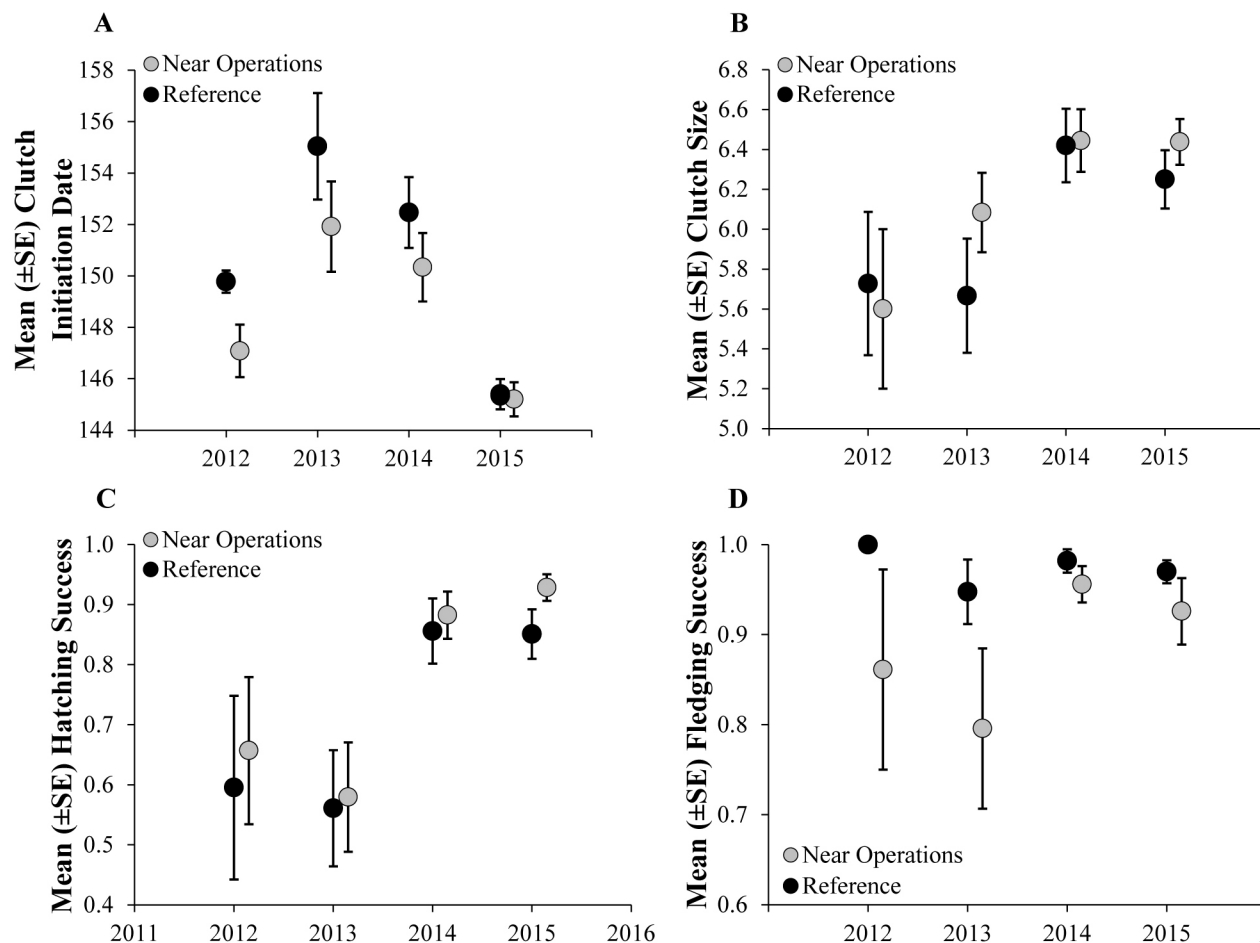 A
Near Operations
Reference
Mean (±SE) Clutch
Initiation Date
158
156
154
152
150
148
146
144
2012
2013
2014
2015
B
Near Operations
Reference
Mean (±SE) Clutch Size
6.8
6.6
6.4
6.2
6.0
5.8
5.6
5.4
5.2
5.0
2012
2013
2014
2015
C
Near Operations
Reference
Mean (±SE) Hatching Success
1.0
0.9
0.8
0.7
0.6
0.5
0.4
2011
2012
2013
2014
2015
2016
D
Mean (±SE) Fledging Success
1.0
0.9
0.8
0.7
0.6
Near Operations
Reference
2012
2013
2014
2015